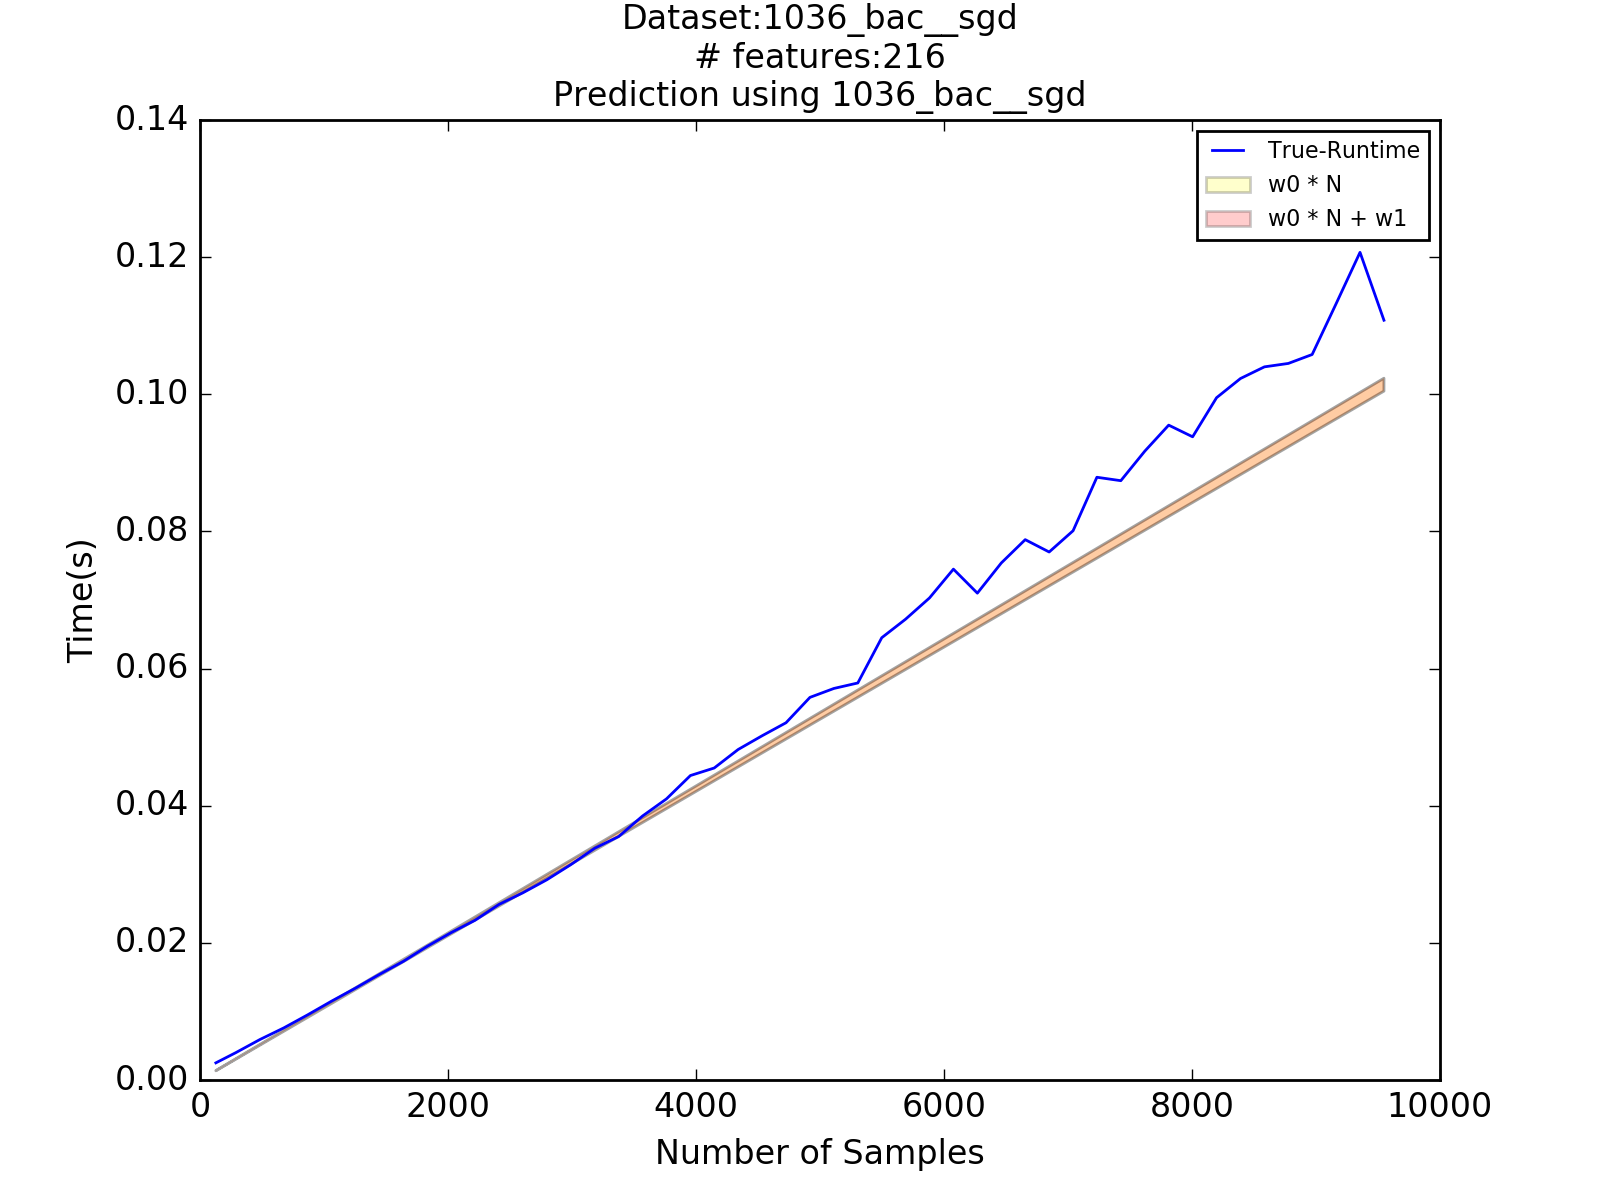 Dataset:1036_bac__sgd
# features:216
Prediction using 1036_bac__sgd
0.14
0.12
0.10
0.08
0.06
0.04
0.02
0.00
Time(s)
True-Runtime
w0 * N
w0 * N + w1
0 2000 4000 6000 8000 10000
Number of Samples